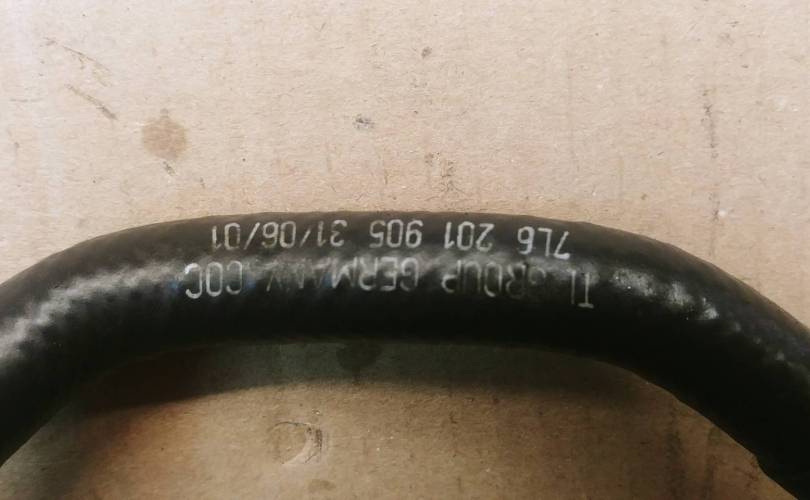 TI GROUP GERMANY COC
7L6 201 905 31/06/01